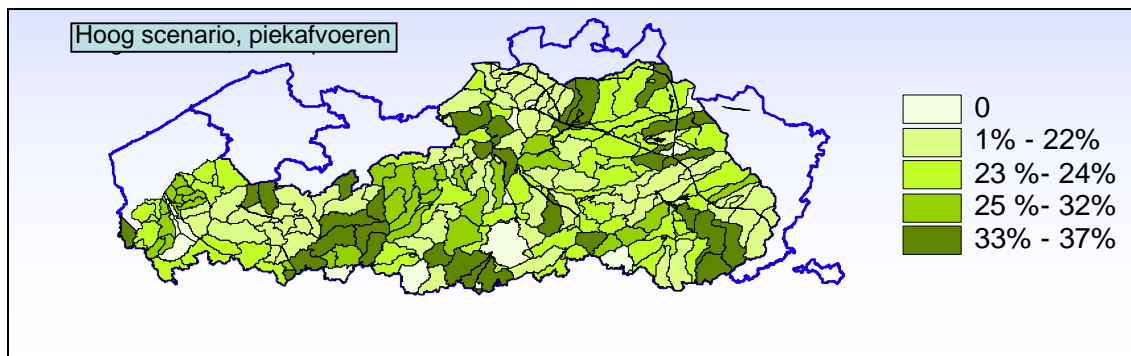 Hoog scenario, piekafvoeren
0
1% - 22%
23 %- 24%
25 %- 32%
33% - 37%